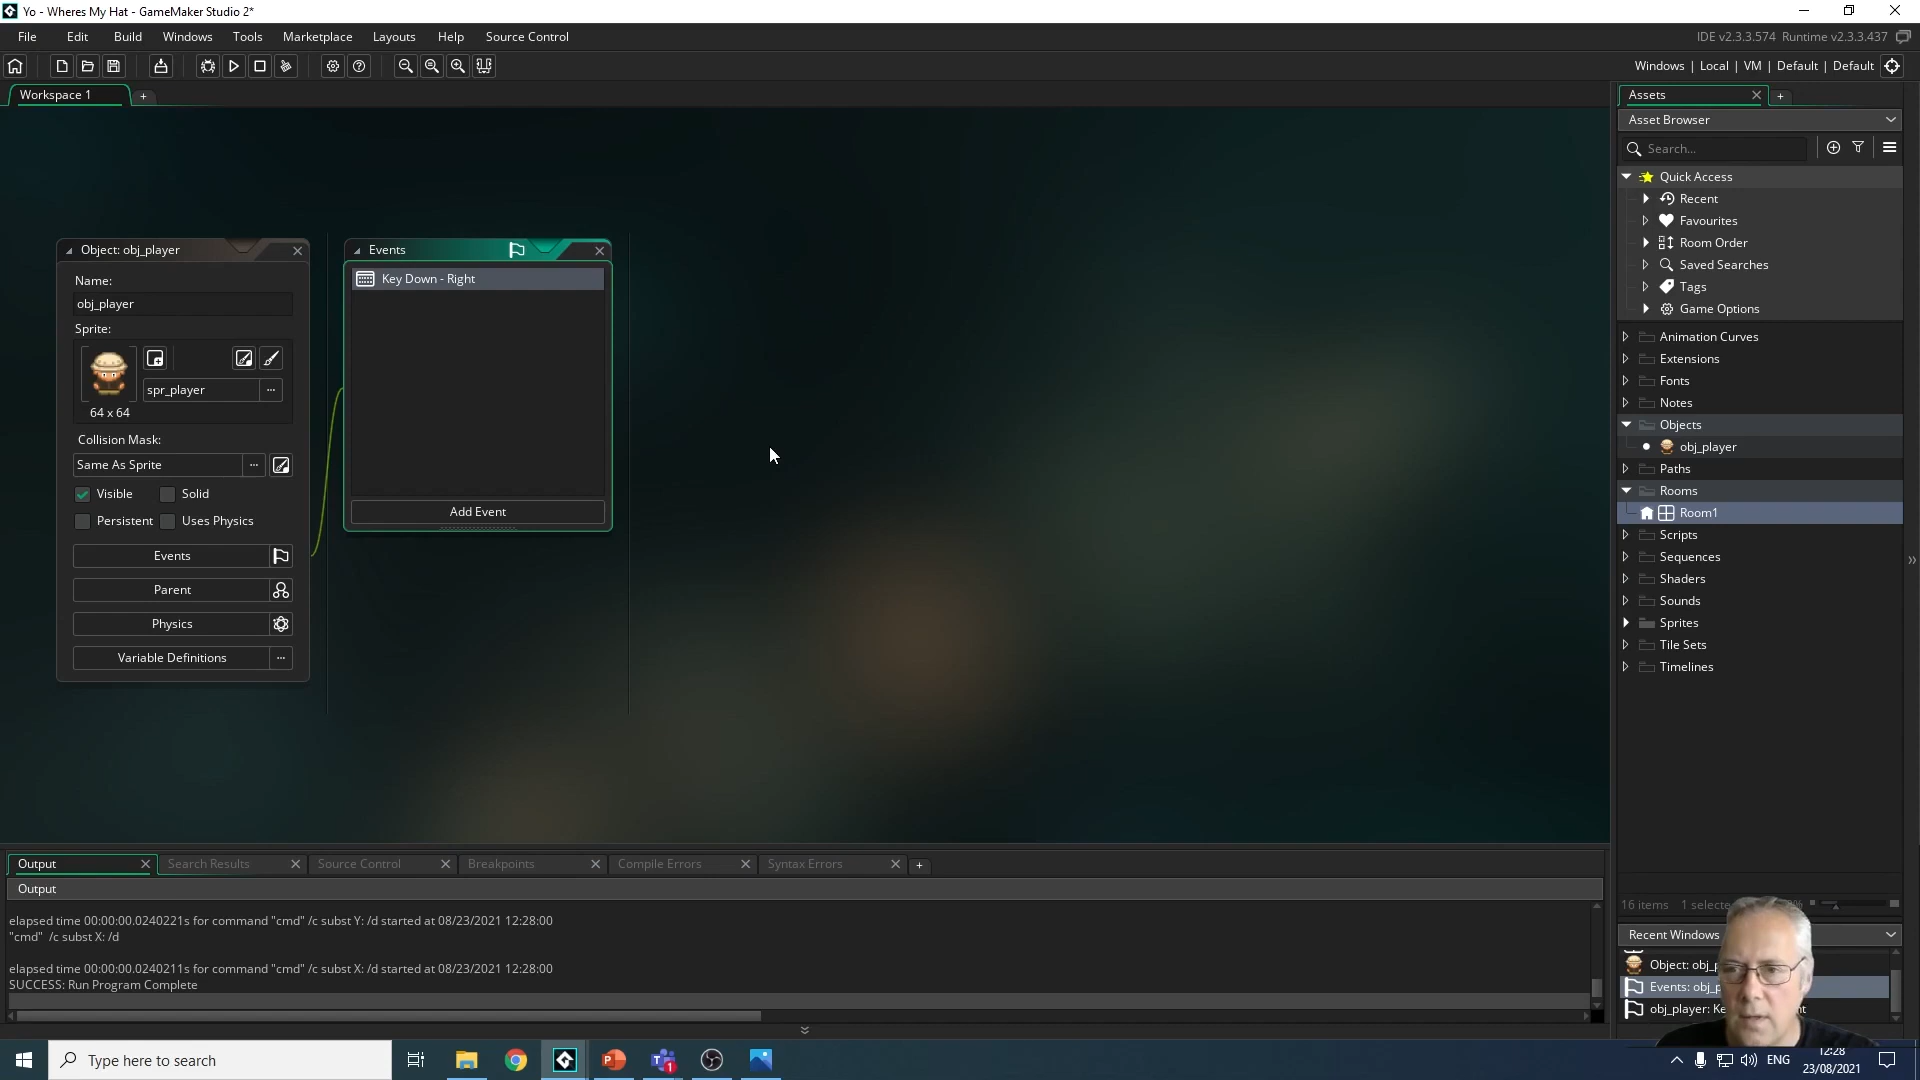 Yo - Wheres My Hat - GameMaker Studio 2*
File Edit Build Windows Tools Marketplace Layouts Help Source Control
IDE v2.3.3.574 Runtime v2.3.3.437
Windows | Local | VM | Default | Default
Workspace 1
Assets
Asset Browser
Search...
Quick Access
Recent
Favourites
Room Order
Saved Searches
Tags
Game Options
Animation Curves
Extensions
Fonts
Notes
Objects
obj_player
Paths
Rooms
Room1
Scripts
Sequences
Shaders
Sounds
Sprites
Tile Sets
Timelines
Object: obj_player
Name:
obj_player
Sprite:
spr_player
64 x 64
Collision Mask:
Same As Sprite
Visible Solid
Persistent Uses Physics
Events
Parent
Physics
Variable Definitions
Events
Key Down - Right
Add Event
Output Search Results Source Control Breakpoints Compile Errors Syntax Errors
Output
elapsed time 00:00:00.0240221s for command "cmd" /c subst Y: /d started at 08/23/2021 12:28:00
"cmd" /c subst X: /d
elapsed time 00:00:00.0240211s for command "cmd" /c subst X: /d started at 08/23/2021 12:28:00
SUCCESS: Run Program Complete
16 items 1 selecte
Recent Windows
Object: obj_p
Events: obj_p
obj_player: Ke
Type here to search
ENG
12:28
23/08/2021